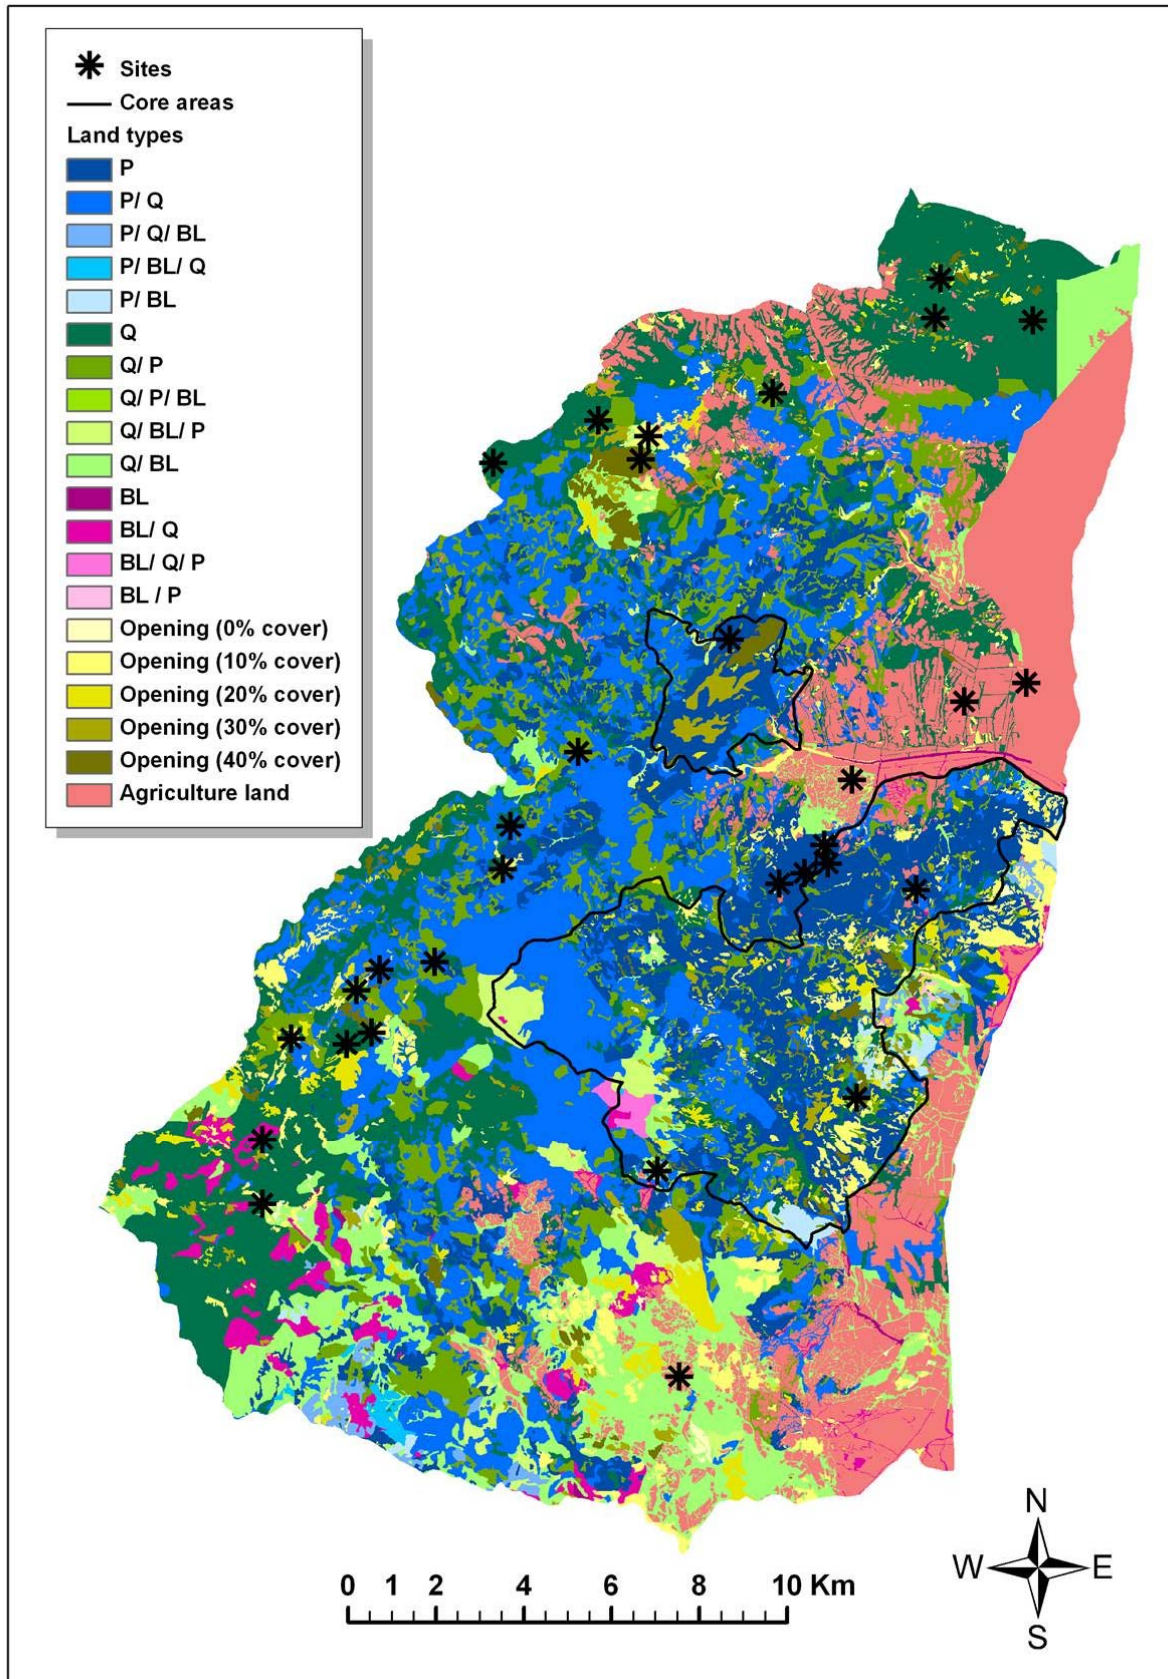 Sites
Core areas
Land types
P
P/ Q
P/ Q/ BL
P/ BL/ Q
P/ BL
Q
Q/ P
Q/ P/ BL
Q/ BL/ P
Q/ BL
BL
BL/ Q
BL/ Q/ P
BL / P
Opening (0% cover)
Opening (10% cover)
Opening (20% cover)
Opening (30% cover)
Opening (40% cover)
Agriculture land
N
W E
S
0 1 2 4 6 8 10 Km